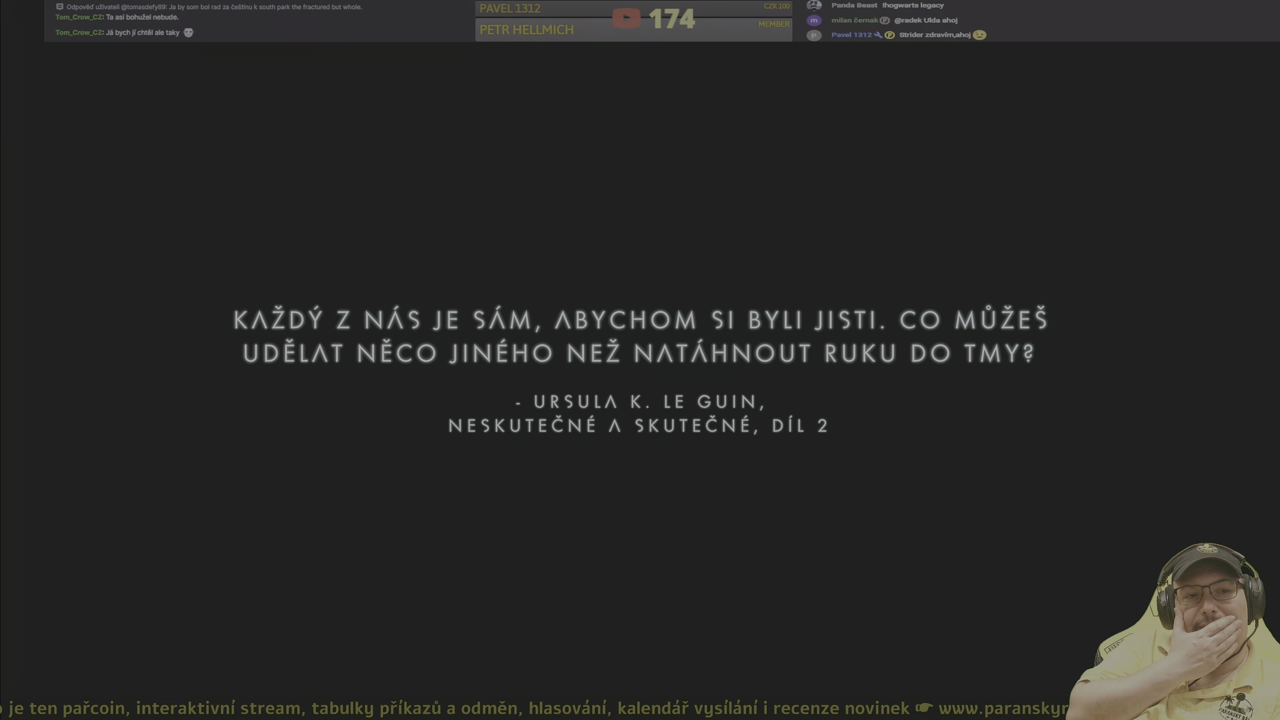 Odpověď uživateli @tomasdefy89: Ja by som bol rad za češtinu k south park the fractured but whole.
Tom_Crow_CZ: Ta asi bohužel nebude.
Tom_Crow_CZ: Já bych jí chtěl ale taky
PAVEL 1312 CZK 100
PETR HELLMICH MEMBER
174
Panda Beast !hogwarts legacy
m milan černak @radek Ulda ahoj
P Pavel 1312 Strider zdravím,ahoj
KAŽDÝ Z NÁS JE SÁM, ABYCHOM SI BYLI JISTI. CO MŮŽEŠ
UDĚLAT NĚCO JINÉHO NEŽ NATÁHNOUT RUKU DO TMY?
- URSULA K. LE GUIN,
NESKUTEČNÉ A SKUTEČNÉ, DÍL 2
o je ten pařcoin, interaktivní stream, tabulky příkazů a odměn, hlasování, kalendář vysílání i recenze novinek www.paranskyr